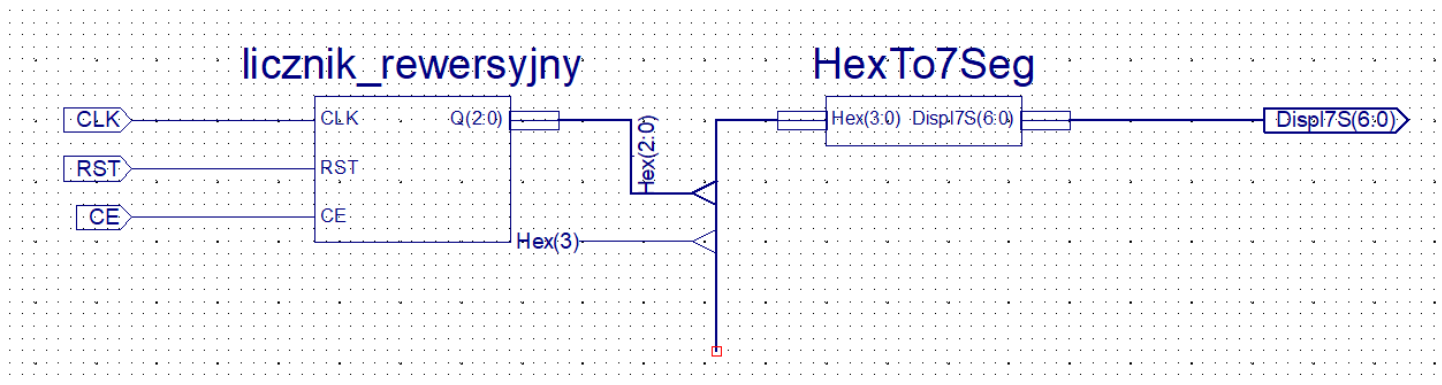 licznik_rewersyjny
HexTo7Seg
CLK
CLK
Q(2:0)
Hex(2:0)
Hex(3:0)
Displ7S(6:0)
Displ7S(6:0)
RST
RST
CE
CE
Hex(3)